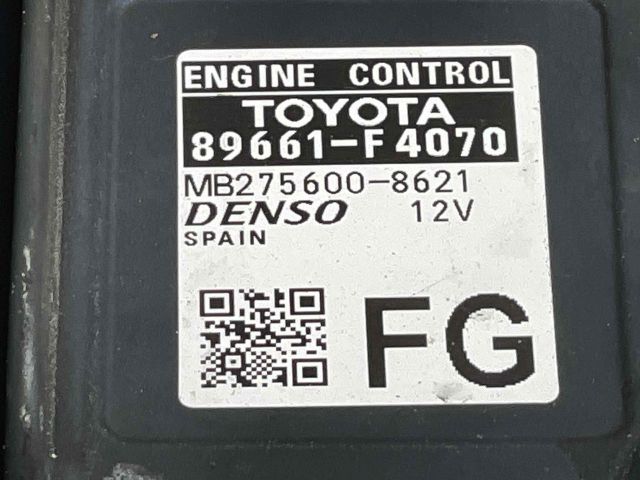 ENGINE CONTROL
TOYOTA
89661-F4070
MB275600-8621
DENSO 12V
SPAIN
FG